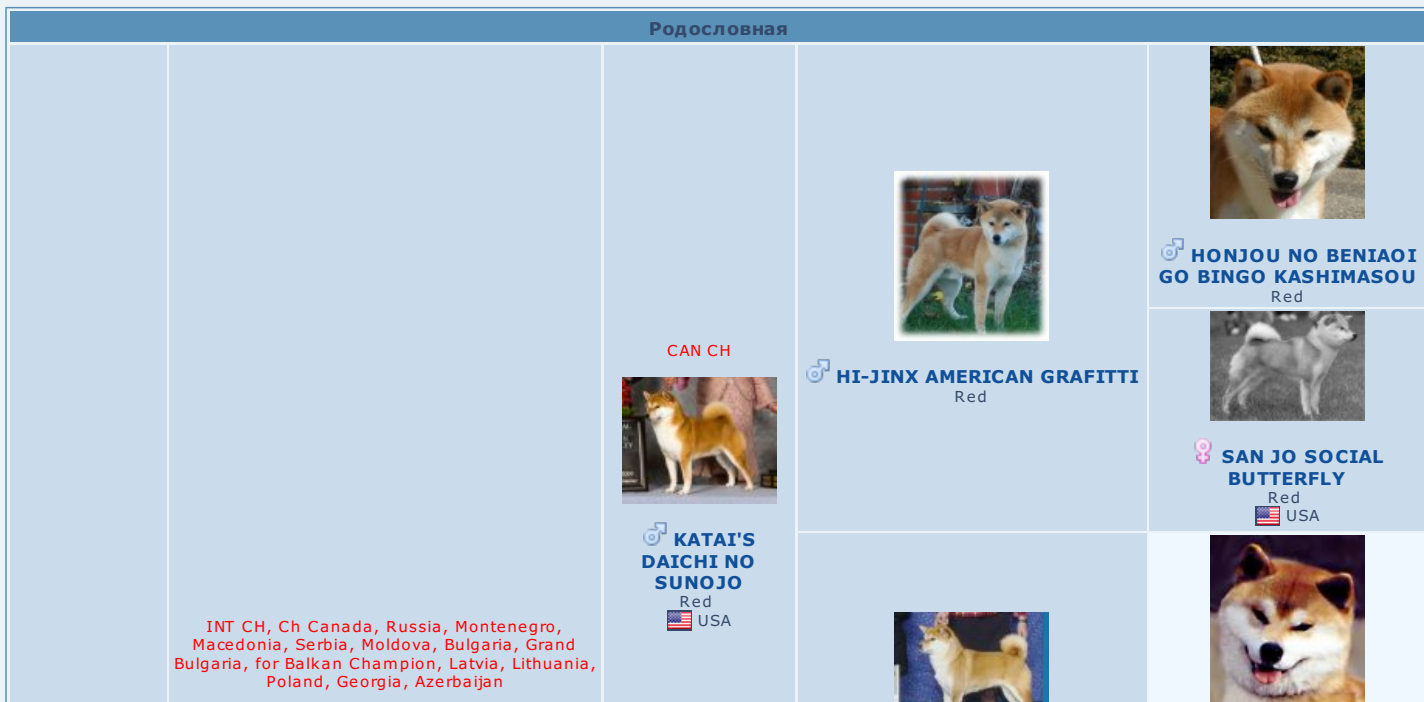 Родословная
INT CH, Ch Canada, Russia, Montenegro,
Macedonia, Serbia, Moldova, Bulgaria, Grand
Bulgaria, for Balkan Champion, Latvia, Lithuania,
Poland, Georgia, Azerbaijan
CAN CH
KATAI'S
DAICHI NO
SUNOJO
Red
USA
HI-JINX AMERICAN GRAFITTI
Red
HONJOU NO BENIAOI
GO BINGO KASHIMASOU
Red
SAN JO SOCIAL
BUTTERFLY
Red
USA